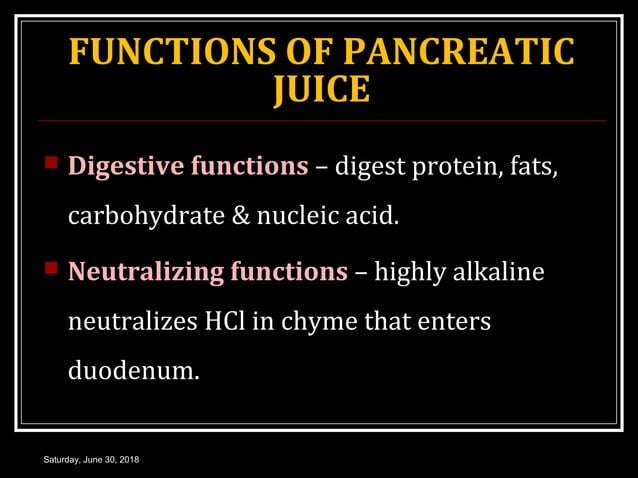 FUNCTIONS OF PANCREATIC
JUICE
Digestive functions – digest protein, fats,
carbohydrate & nucleic acid.
Neutralizing functions – highly alkaline
neutralizes HCl in chyme that enters
duodenum.
Saturday, June 30, 2018